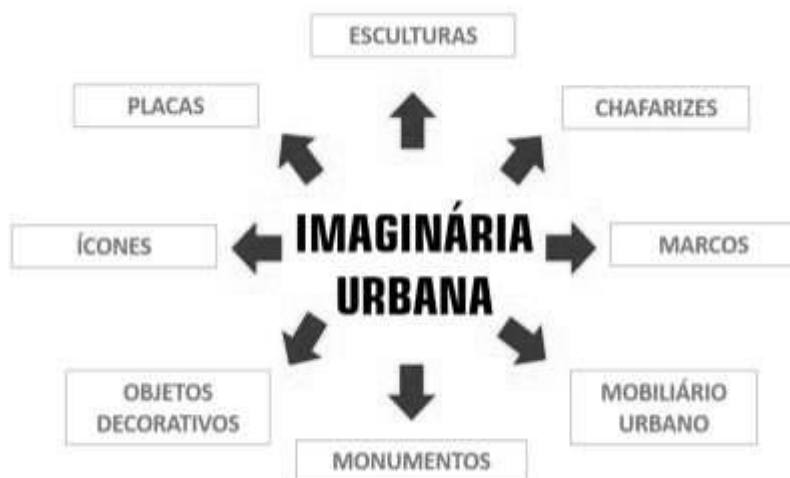 ESCULTURAS
PLACAS
CHAFARIZES
IMAGINÁRIA
URBANA
ÍCONES
MARCOS
OBJETOS
DECORATIVOS
MOBILIÁRIO
URBANO
MONUMENTOS